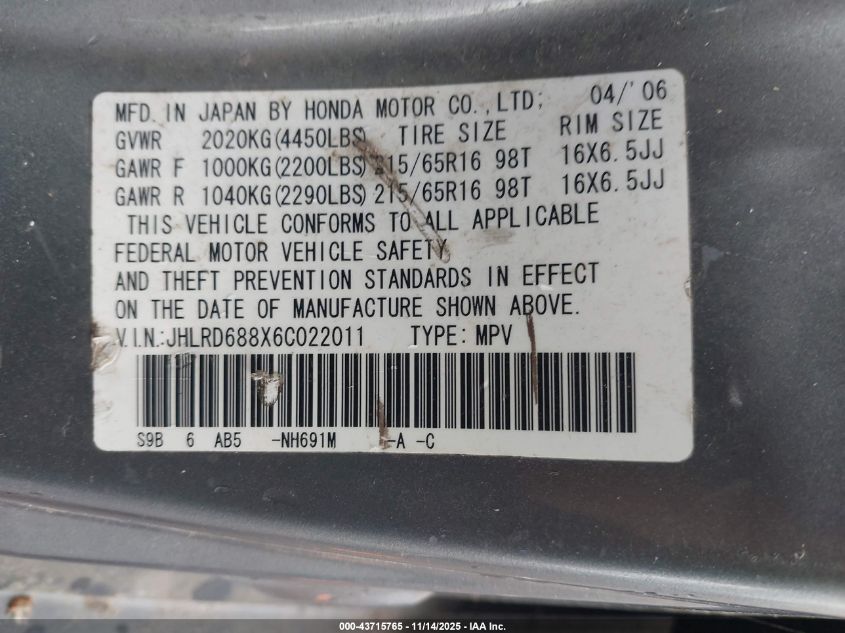 MFD. IN JAPAN BY HONDA MOTOR CO.,LTD; 04/'06
GVWR 2020KG(4450LBS) TIRE SIZE RIM SIZE
GAWR F 1000KG(2200LBS) 215/65R16 98T 16X6.5JJ
GAWR R 1040KG(2290LBS) 215/65R16 98T 16X6.5JJ
THIS VEHICLE CONFORMS TO ALL APPLICABLE
FEDERAL MOTOR VEHICLE SAFETY
AND THEFT PREVENTION STANDARDS IN EFFECT
ON THE DATE OF MANUFACTURE SHOWN ABOVE.
V.I.N.:JHLRD688X6C022011 TYPE: MPV
S9B 6 AB5 -NH691M -A -C
000-43715765 - 11/14/2025 - IAA Inc.